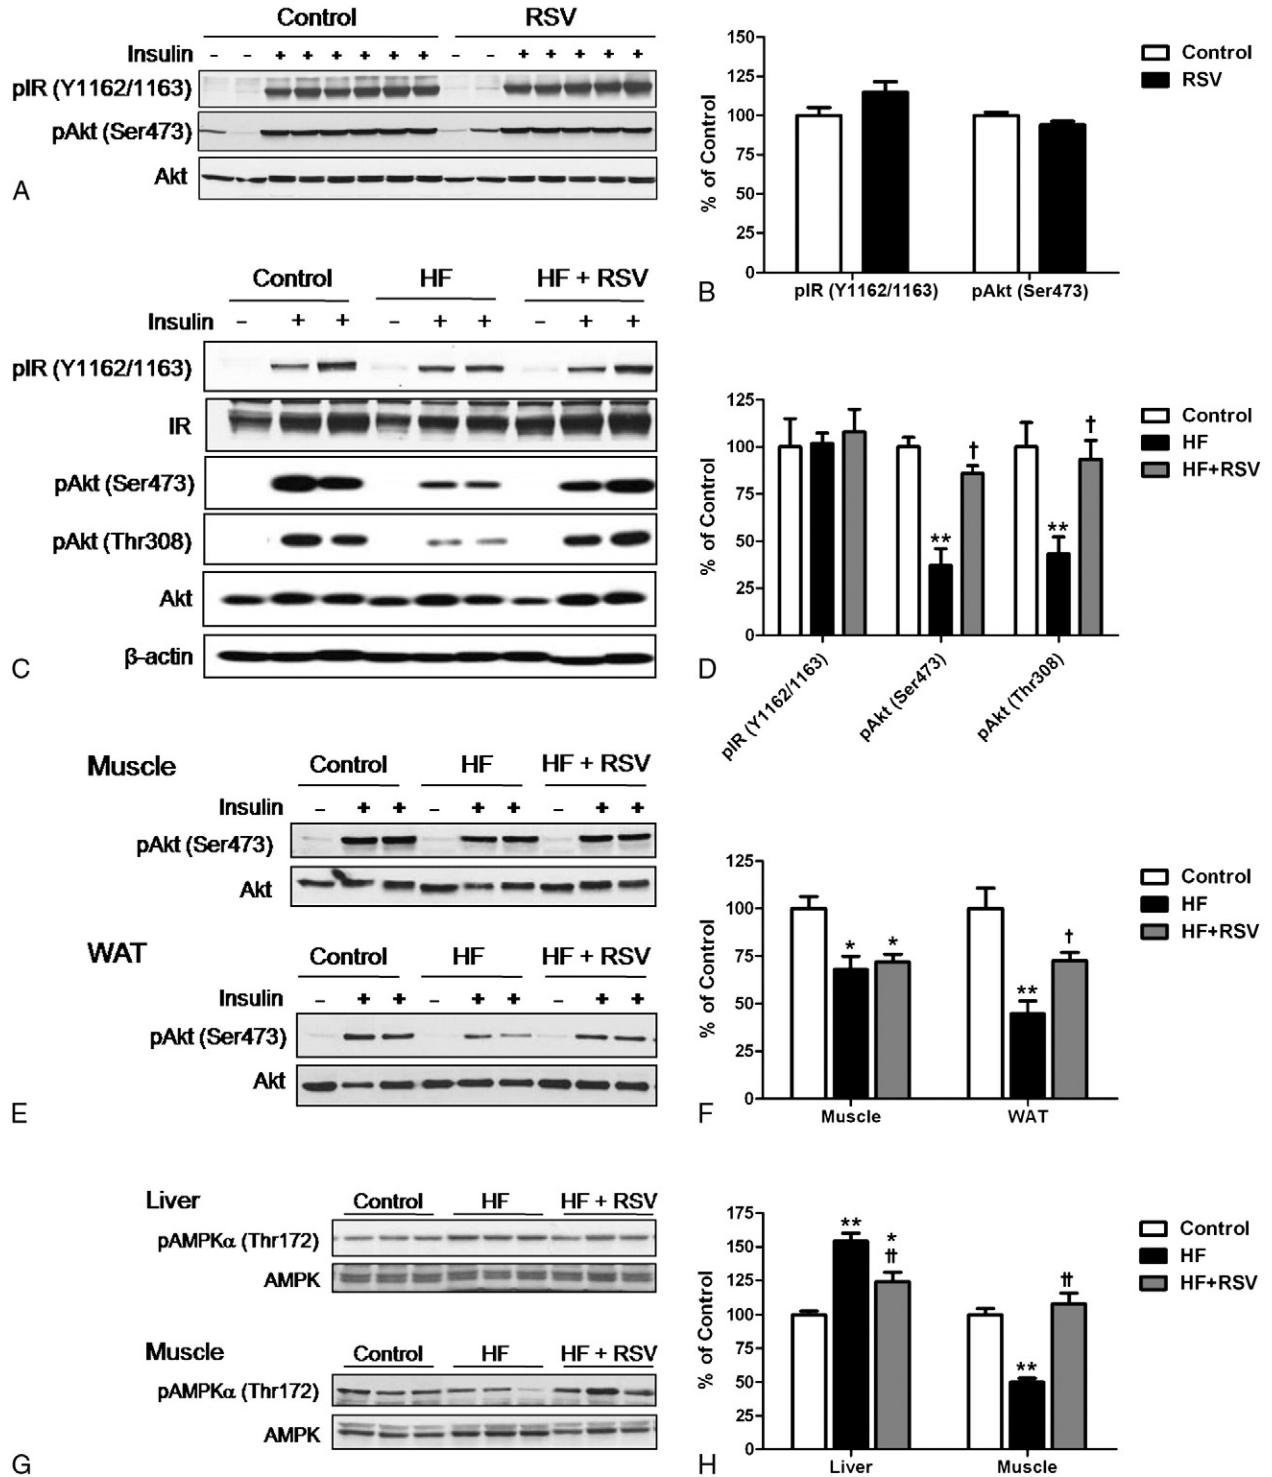 Control RSV
Insulin - - + + + + + + - - + + + + +
pIR (Y1162/1163)
pAkt (Ser473)
Akt
A
150
125
100
75
50
25
0
% of Control
pIR (Y1162/1163) pAkt (Ser473)
Control
RSV
B
Control HF HF + RSV
Insulin - + + - + + - + +
pIR (Y1162/1163)
IR
pAkt (Ser473)
pAkt (Thr308)
Akt
β-actin
C
125
100
75
50
25
0
% of Control
** † ** †
pIR (Y1162/1163) pAkt (Ser473) pAkt (Thr308)
Control
HF
HF+RSV
D
Muscle
Control HF HF + RSV
Insulin - + + - + + - + +
pAkt (Ser473)
Akt
WAT
Control HF HF + RSV
Insulin - + + - + + - + +
pAkt (Ser473)
Akt
E
125
100
75
50
25
0
% of Control
* * ** †
Muscle WAT
Control
HF
HF+RSV
F
Liver
Control HF HF + RSV
pAMPKα (Thr172)
AMPK
Muscle
Control HF HF + RSV
pAMPKα (Thr172)
AMPK
G
175
150
125
100
75
50
25
0
% of Control
** * †† ** ††
Liver Muscle
Control
HF
HF+RSV
H